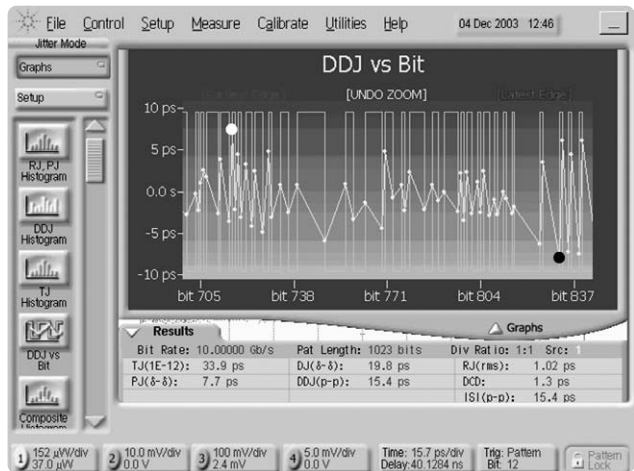 File Control Setup Measure Calibrate Utilities Help 04 Dec 2003 12:46
Jitter Mode
Graphs
Setup
RJ, PJ
Histogram
DDJ
Histogram
TJ
Histogram
DDJ vs
Bit
Composite
Histogram
DDJ vs Bit
[Earliest Edge] [UNDO ZOOM] [Latest Edge]
10 ps
5 ps
0.0 s
-5 ps
-10 ps
bit 705 bit 738 bit 771 bit 804 bit 837
Results
Graphs
Bit Rate: 10.00000 Gb/s Pat Length: 1023 bits Div Ratio: 1:1 Src: 1
TJ(1E-12): 33.9 ps DJ(δ-δ): 19.8 ps RJ(rms): 1.02 ps
PJ(δ-δ): 7.7 ps DDJ(p-p): 15.4 ps DCD: 1.3 ps
ISI(p-p): 15.4 ps
1 152 µW/div 37.0 µW
2 10.0 mV/div 0.0 V
3 100 mV/div 2.4 mV
4 5.0 mV/div 0.0 V
Time: 15.7 ps/div
Delay: 40.1284 ns
Trig: Pattern
Bit: 12
Pattern
Lock